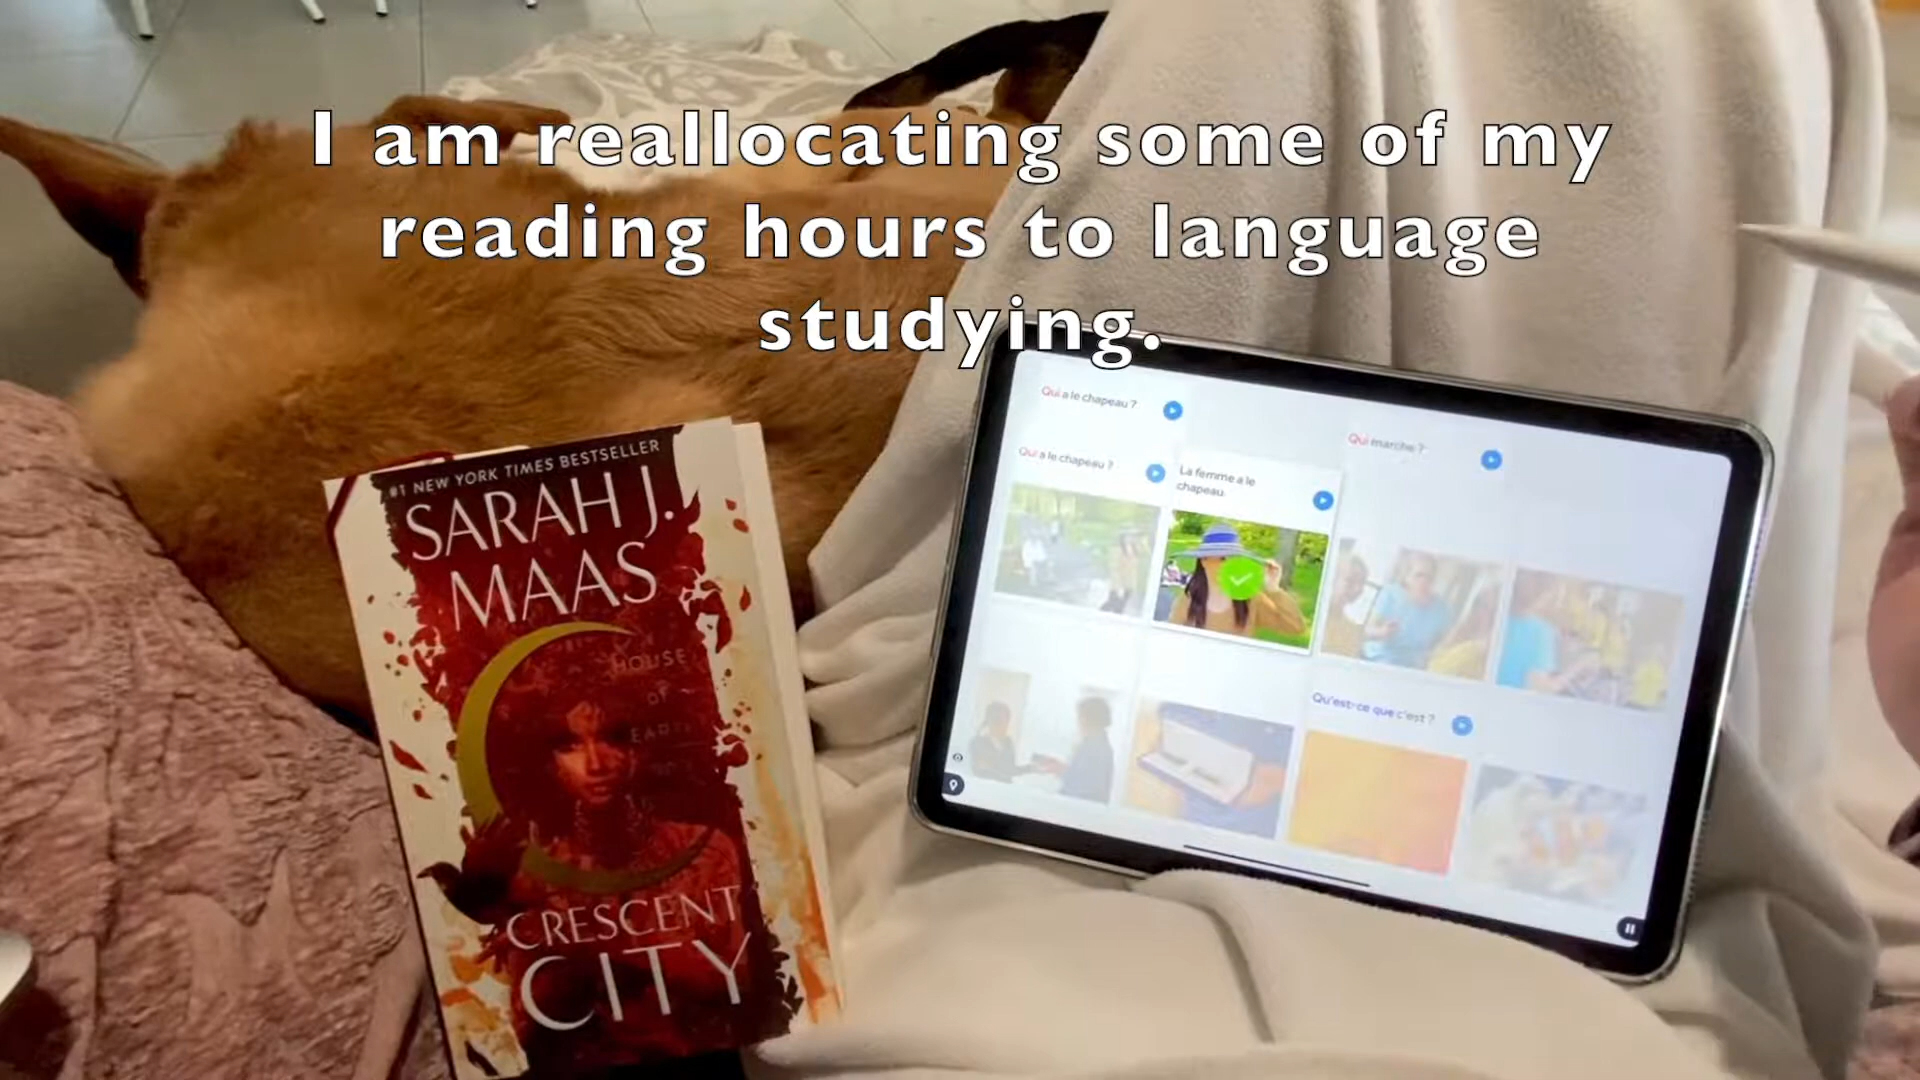 I am reallocating some of my
reading hours to language
studying.
#1 NEW YORK TIMES BESTSELLER
SARAH J.
MAAS
HOUSE
OF
CRESCENT
CITY
Qui a le chapeau ?
Qui marche ?
Qui a le chapeau ?
La femme a le
chapeau.
Qu'est-ce que c'est ?